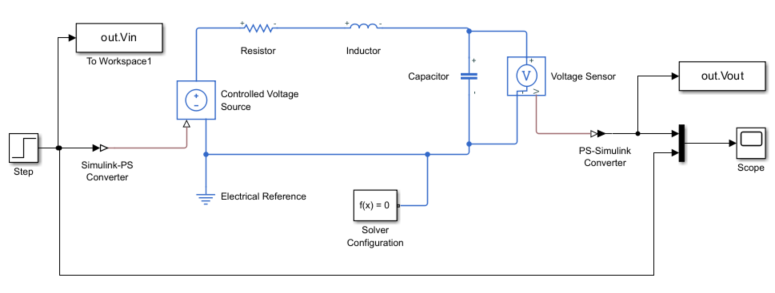 out.Vin
To Workspace1
+
-
Resistor
+
-
Inductor
Controlled Voltage
Source
+
-
Capacitor
+
-
V
+
V
Voltage Sensor
out.Vout
Step
Simulink-PS
Converter
PS-Simulink
Converter
Scope
Electrical Reference
f(x) = 0
Solver
Configuration